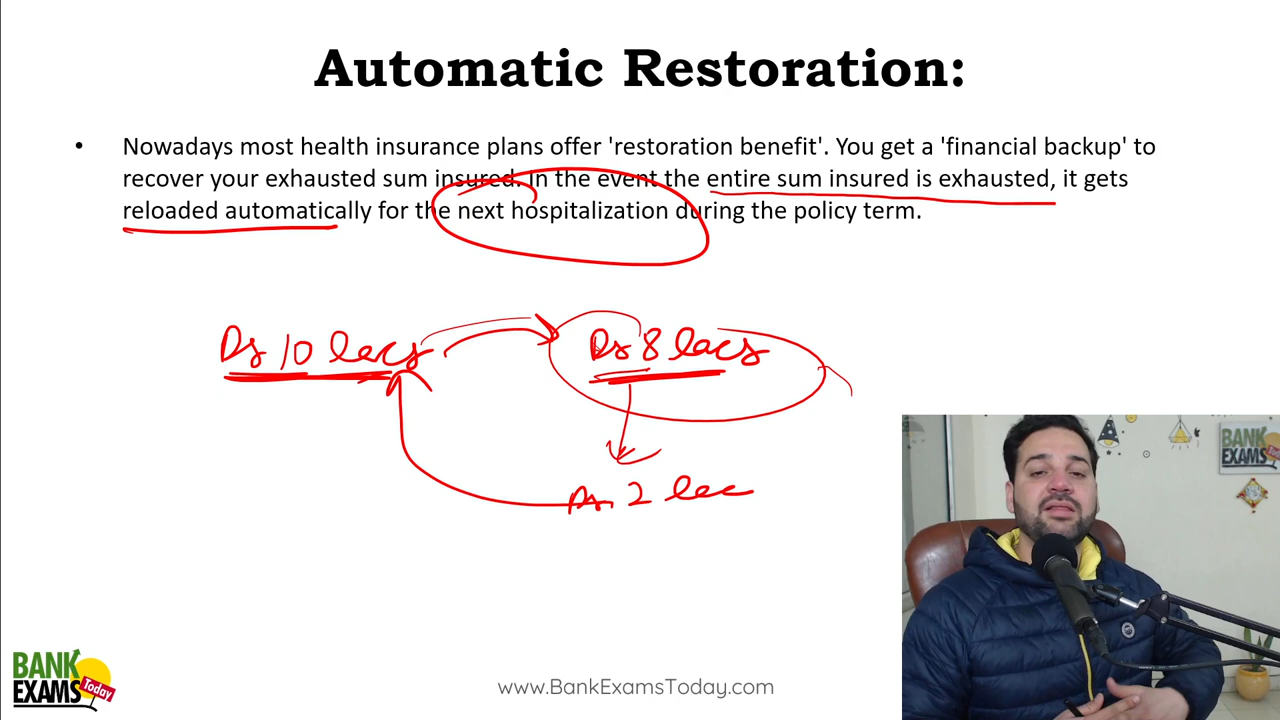 Automatic Restoration:
• Nowadays most health insurance plans offer 'restoration benefit'. You get a 'financial backup' to
recover your exhausted sum insured. In the event the entire sum insured is exhausted, it gets
reloaded automatically for the next hospitalization during the policy term.
Rs 10 lacs
Rs 8 lacs
Rs. 2 lac
BANK
EXAMS
BANK
EXAMS
Today
www.BankExamsToday.com